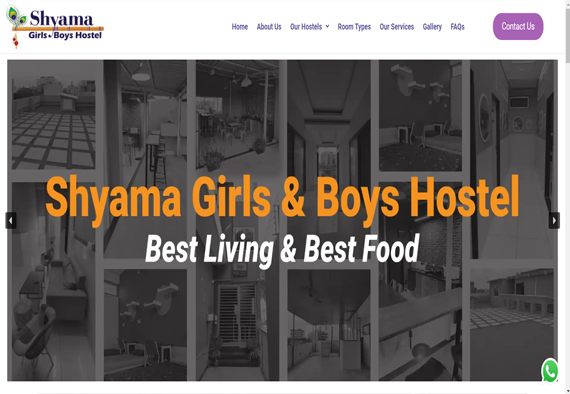 Shyama
Girls & Boys Hostel
Home About Us Our Hostels Room Types Our Services Gallery FAQs Contact Us
Shyama Girls & Boys Hostel
Best Living & Best Food